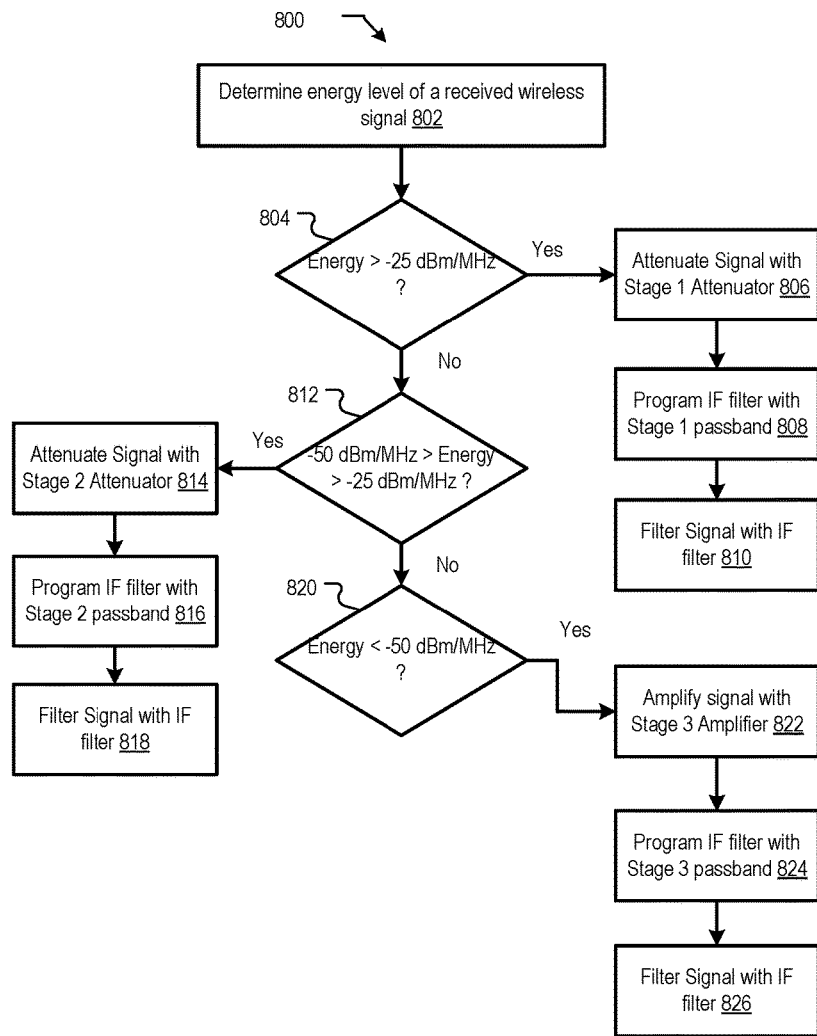 800
Determine energy level of a received wireless
signal 802
804
Energy > -25 dBm/MHz
?
Yes
Attenuate Signal with
Stage 1 Attenuator 806
No
Program IF filter with
Stage 1 passband 808
812
-50 dBm/MHz > Energy
> -25 dBm/MHz ?
Yes
Attenuate Signal with
Stage 2 Attenuator 814
Filter Signal with IF
filter 810
No
Program IF filter with
Stage 2 passband 816
820
Energy < -50 dBm/MHz
?
Yes
Filter Signal with IF
filter 818
Amplify signal with
Stage 3 Amplifier 822
Program IF filter with
Stage 3 passband 824
Filter Signal with IF
filter 826